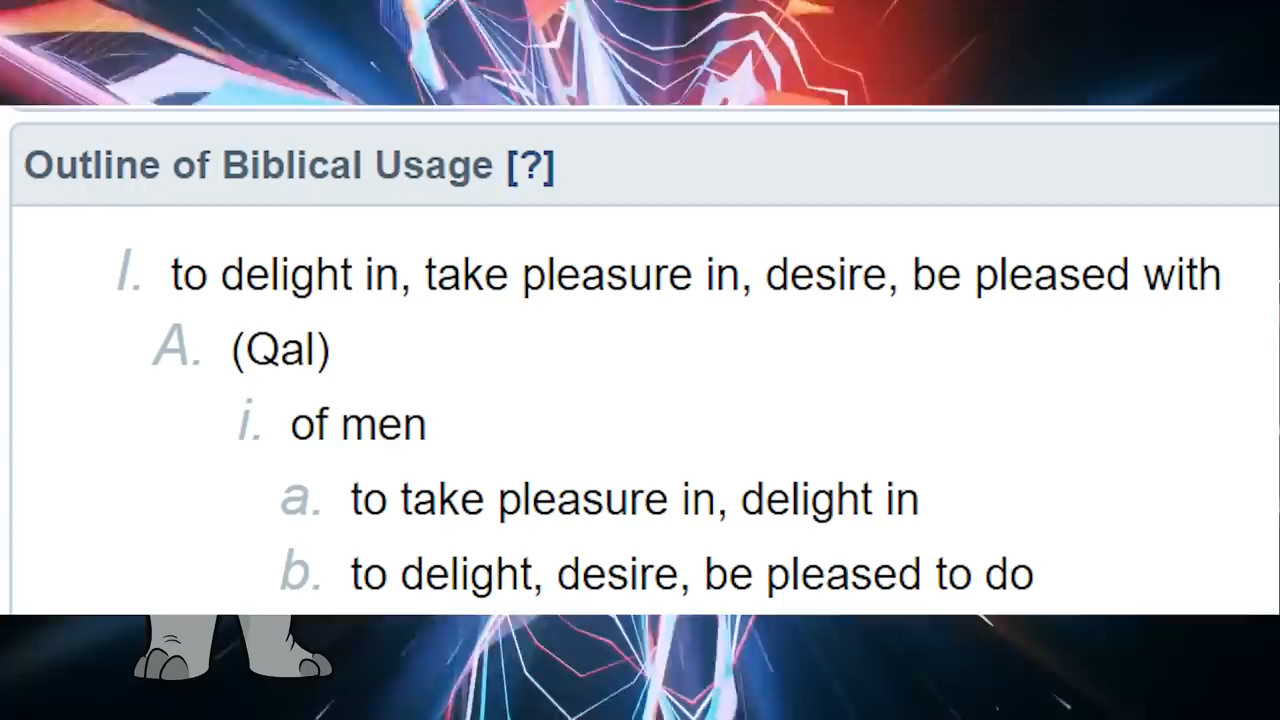 Outline of Biblical Usage [?]
I. to delight in, take pleasure in, desire, be pleased with
A. (Qal)
i. of men
a. to take pleasure in, delight in
b. to delight, desire, be pleased to do